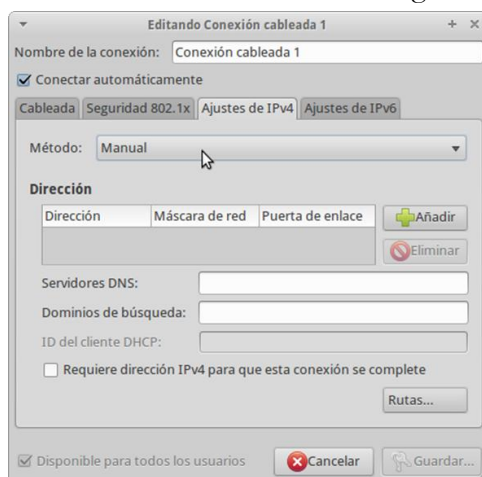 Editando Conexión cableada 1
Nombre de la conexión: Conexión cableada 1
Conectar automáticamente
Cableada Seguridad 802.1x Ajustes de IPv4 Ajustes de IPv6
Método: Manual
Dirección
Dirección Máscara de red Puerta de enlace Añadir
Eliminar
Servidores DNS:
Dominios de búsqueda:
ID del cliente DHCP:
Requiere dirección IPv4 para que esta conexión se complete
Rutas...
Disponible para todos los usuarios Cancelar Guardar...